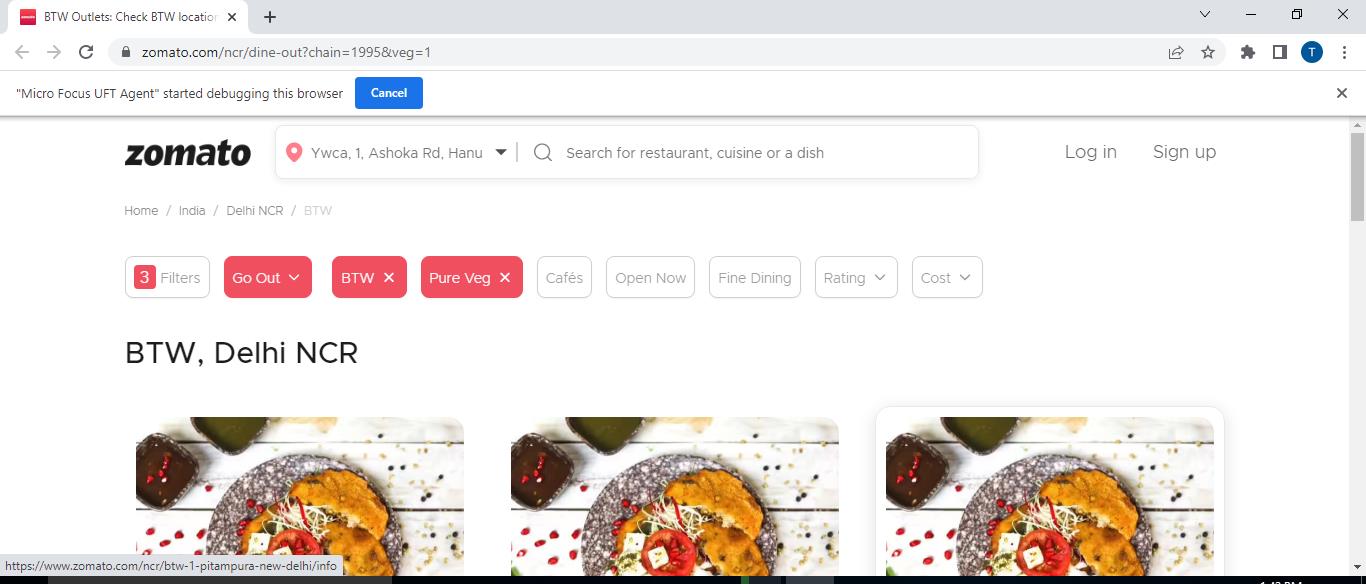 BTW Outlets: Check BTW location
zomato.com/ncr/dine-out?chain=1995&veg=1
T
"Micro Focus UFT Agent" started debugging this browser
Cancel
zomato
Ywca, 1, Ashoka Rd, Hanu
Search for restaurant, cuisine or a dish
Log in
Sign up
Home / India / Delhi NCR / BTW
3 Filters
Go Out
BTW
Pure Veg
Cafés
Open Now
Fine Dining
Rating
Cost
BTW, Delhi NCR
https://www.zomato.com/ncr/btw-1-pitampura-new-delhi/info